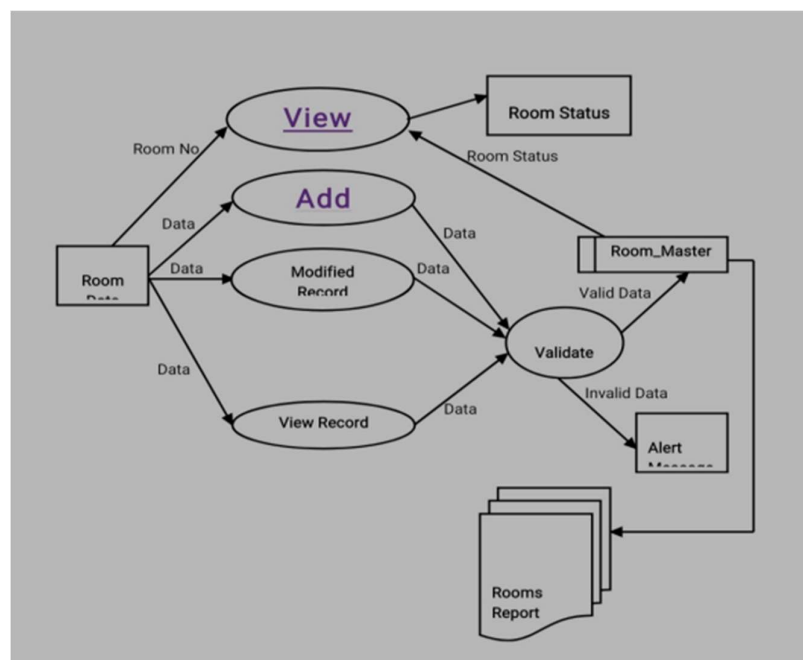 View
Room Status
Room No
Room Status
Add
Data
Data
Room_Master
Room
Data
Modified
Record
Data
Valid Data
Validate
Data
Invalid Data
View Record
Data
Alert
Rooms
Report